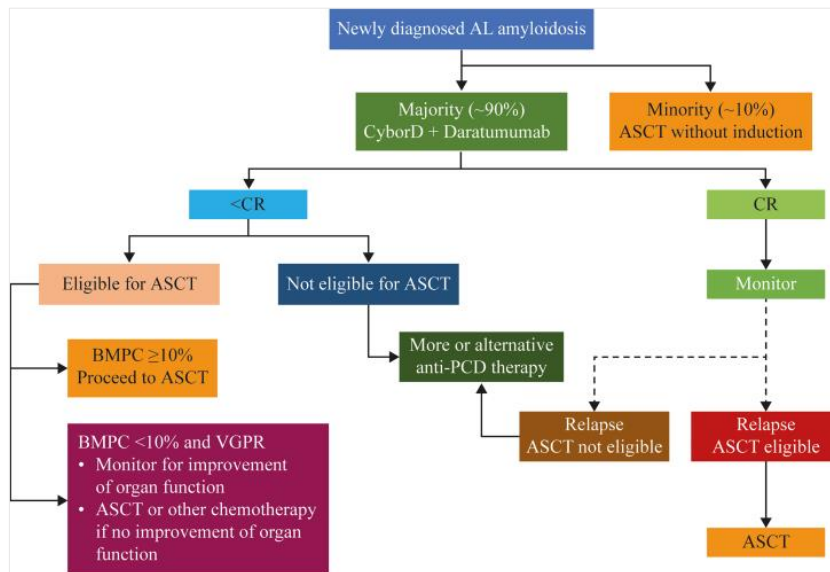 Newly diagnosed AL amyloidosis
Majority (~90%)
CyborD + Daratumumab
Minority (~10%)
ASCT without induction
<CR
CR
Eligible for ASCT
Not eligible for ASCT
Monitor
BMPC ≥10%
Proceed to ASCT
More or alternative
anti-PCD therapy
Relapse
ASCT not eligible
Relapse
ASCT eligible
BMPC <10% and VGPR
• Monitor for improvement
of organ function
• ASCT or other chemotherapy
if no improvement of organ
function
ASCT